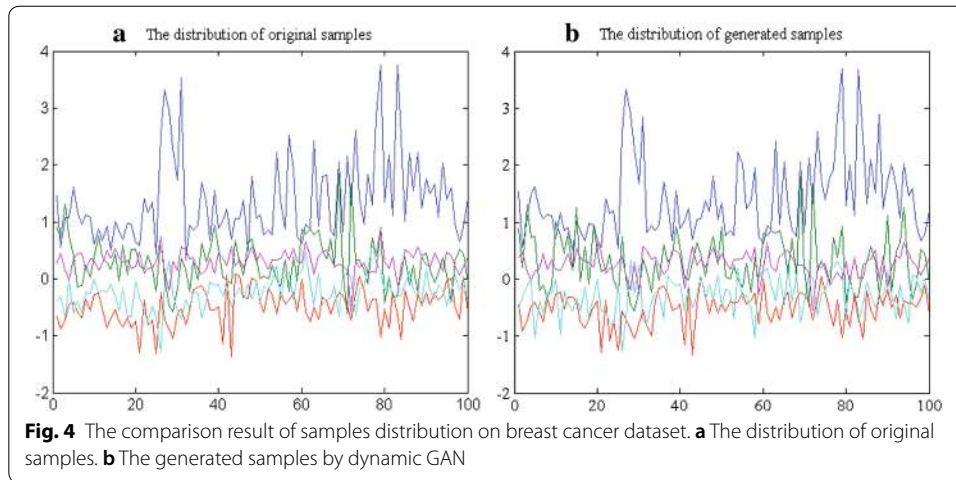 a The distribution of original samples
4
3
2
1
0
-1
-2
0 20 40 60 80 100
b The distribution of generated samples
4
3
2
1
0
-1
-2
0 20 40 60 80 100
Fig. 4 The comparison result of samples distribution on breast cancer dataset. a The distribution of original
samples. b The generated samples by dynamic GAN